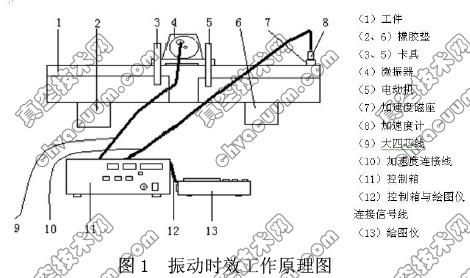 1 2 3 4 5 6 7 8
(1) 工件
(2、6) 橡胶垫
(3、5) 卡具
(4) 激振器
(5) 电动机
(7) 加速度磁座
(8) 加速度计
(9) 大四芯线
(10) 加速度连接线
(11) 控制箱
(12) 控制箱与绘图仪
连接信号线
(13) 绘图仪
9 10 11 12 13
图1 振动时效工作原理图
真空技术网
chvacuum.com